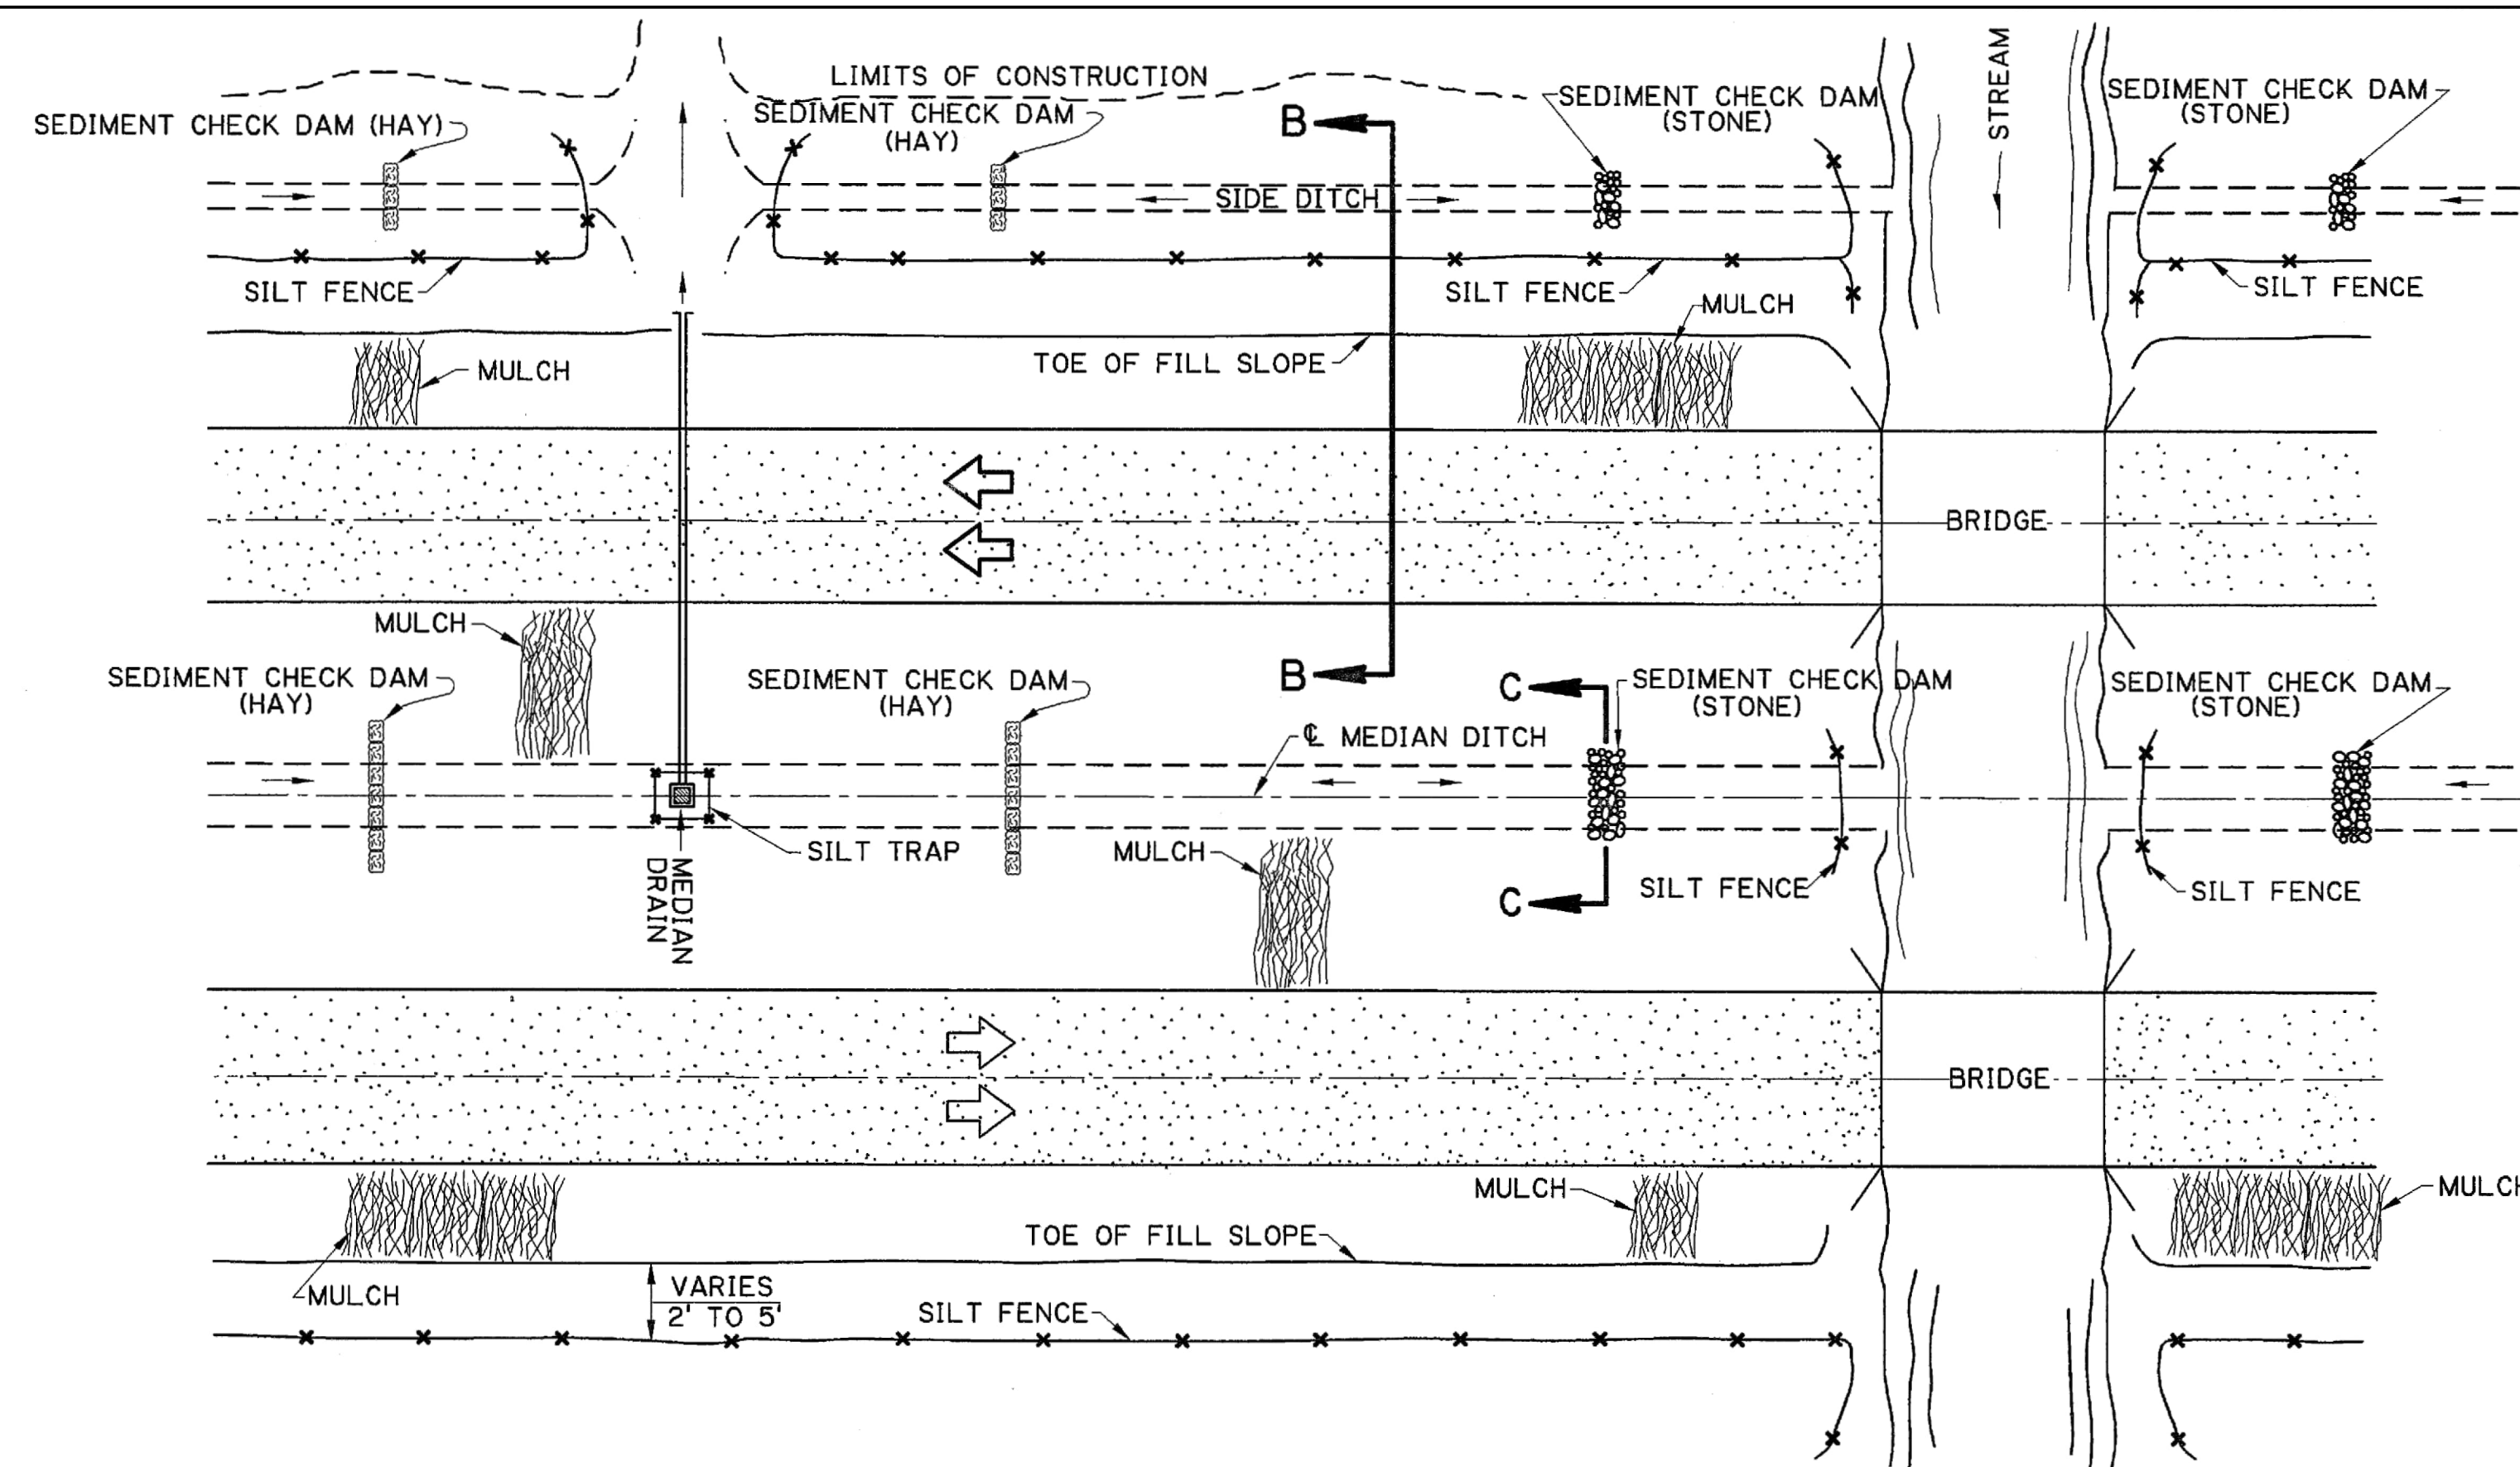 LIMITS OF CONSTRUCTION
SEDIMENT CHECK DAM (HAY)
SEDIMENT CHECK DAM
(HAY)
B
SEDIMENT CHECK DAM
(STONE)
STREAM
SEDIMENT CHECK DAM
(STONE)
SIDE DITCH
SILT FENCE
SILT FENCE
SILT FENCE
MULCH
TOE OF FILL SLOPE
MULCH
BRIDGE
MULCH
B
SEDIMENT CHECK DAM
(HAY)
SEDIMENT CHECK DAM
(HAY)
C
SEDIMENT CHECK DAM
(STONE)
SEDIMENT CHECK DAM
(STONE)
℄ MEDIAN DITCH
SILT TRAP
MULCH
MEDIAN
DRAIN
C
SILT FENCE
SILT FENCE
BRIDGE
MULCH
MULCH
TOE OF FILL SLOPE
MULCH
VARIES
2' TO 5'
SILT FENCE